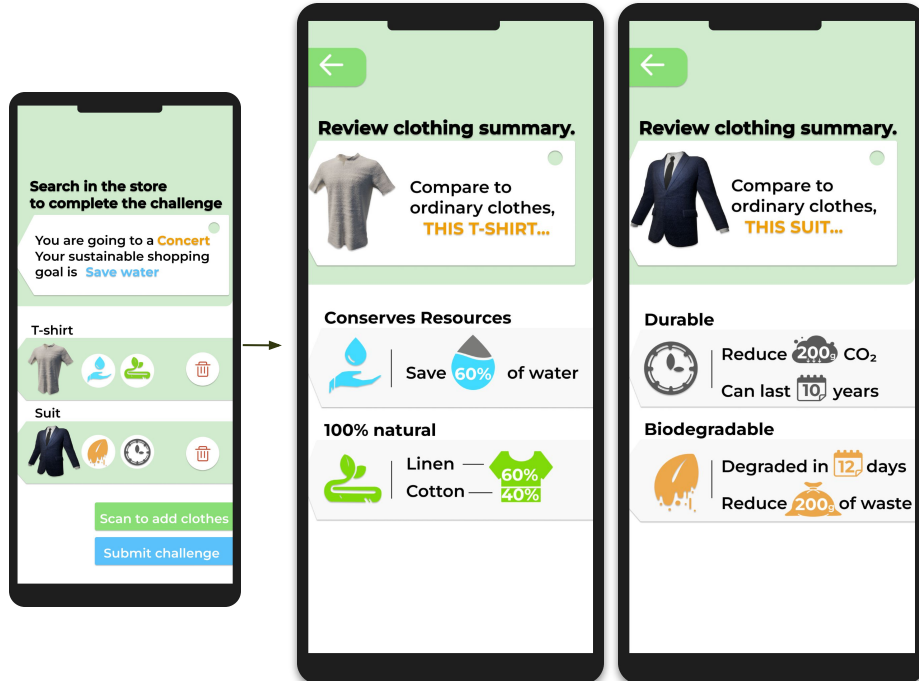 Search in the store
to complete the challenge
You are going to a Concert
Your sustainable shopping
goal is Save water
T-shirt
Suit
Scan to add clothes
Submit challenge
Review clothing summary.
Compare to
ordinary clothes,
THIS T-SHIRT...
Conserves Resources
Save 60% of water
100% natural
Linen 60%
Cotton 40%
Review clothing summary.
Compare to
ordinary clothes,
THIS SUIT...
Durable
Reduce 200g CO₂
Can last 10 years
Biodegradable
Degraded in 12 days
Reduce 200g of waste